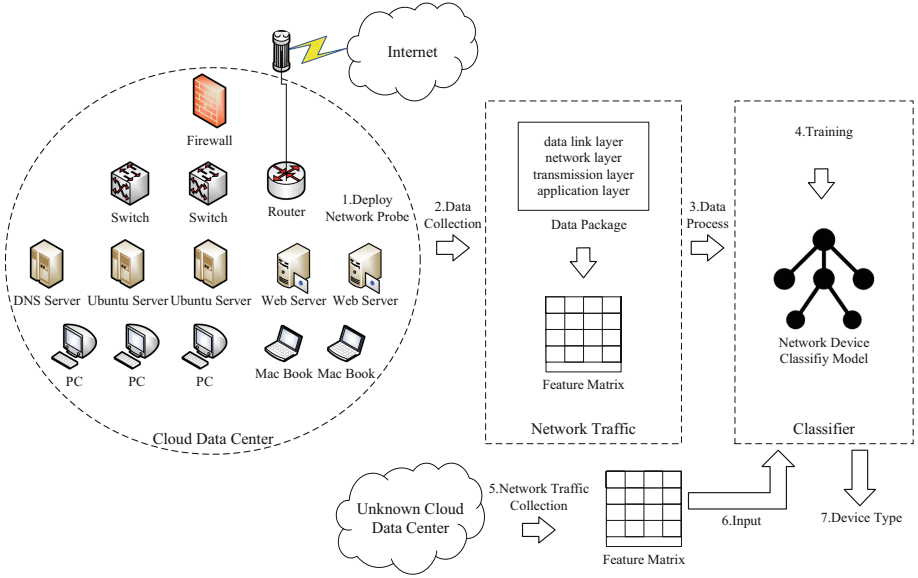 Internet
Firewall
Switch
Switch
Router
1.Deploy
Network Probe
DNS Server
Ubuntu Server
Ubuntu Server
Web Server
Web Server
PC
PC
PC
Mac Book
Mac Book
Cloud Data Center
2.Data
Collection
data link layer
network layer
transmission layer
application layer
Data Package
Feature Matrix
Network Traffic
3.Data
Process
4.Training
Network Device
Classifiy Model
Classifier
Unknown Cloud
Data Center
5.Network Traffic
Collection
Feature Matrix
6.Input
7.Device Type